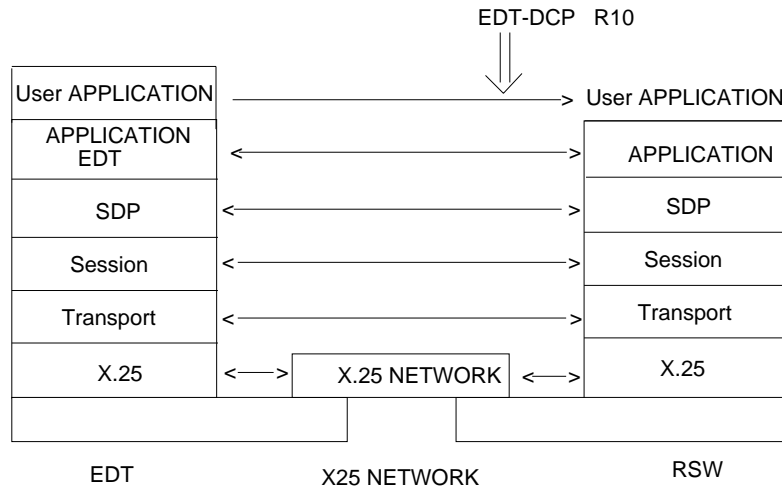 EDT-DCP R10
User APPLICATION
User APPLICATION
APPLICATION
EDT
APPLICATION
SDP
SDP
Session
Session
Transport
Transport
X.25
X.25 NETWORK
X.25
EDT
X25 NETWORK
RSW